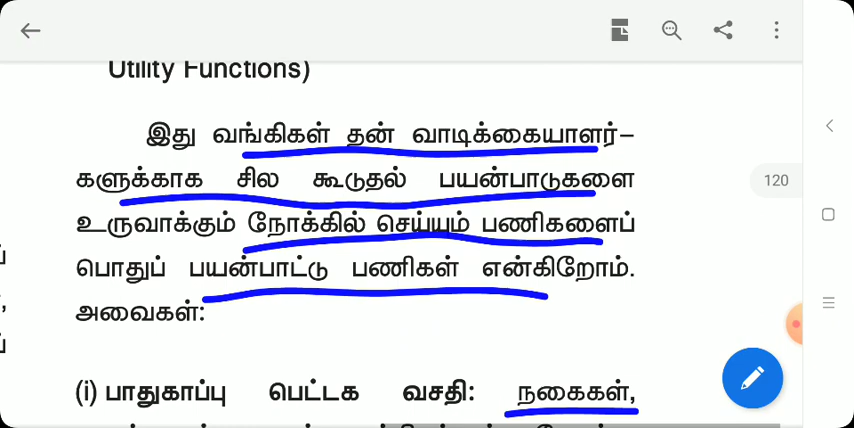 Utility Functions)
இது வங்கிகள் தன் வாடிக்கையாளர்–
களுக்காக சில கூடுதல் பயன்பாடுகளை
உருவாக்கும் நோக்கில் செய்யும் பணிகளைப்
பொதுப் பயன்பாட்டு பணிகள் என்கிறோம்.
அவைகள்:
120
(i) பாதுகாப்பு பெட்டக வசதி: நகைகள்,